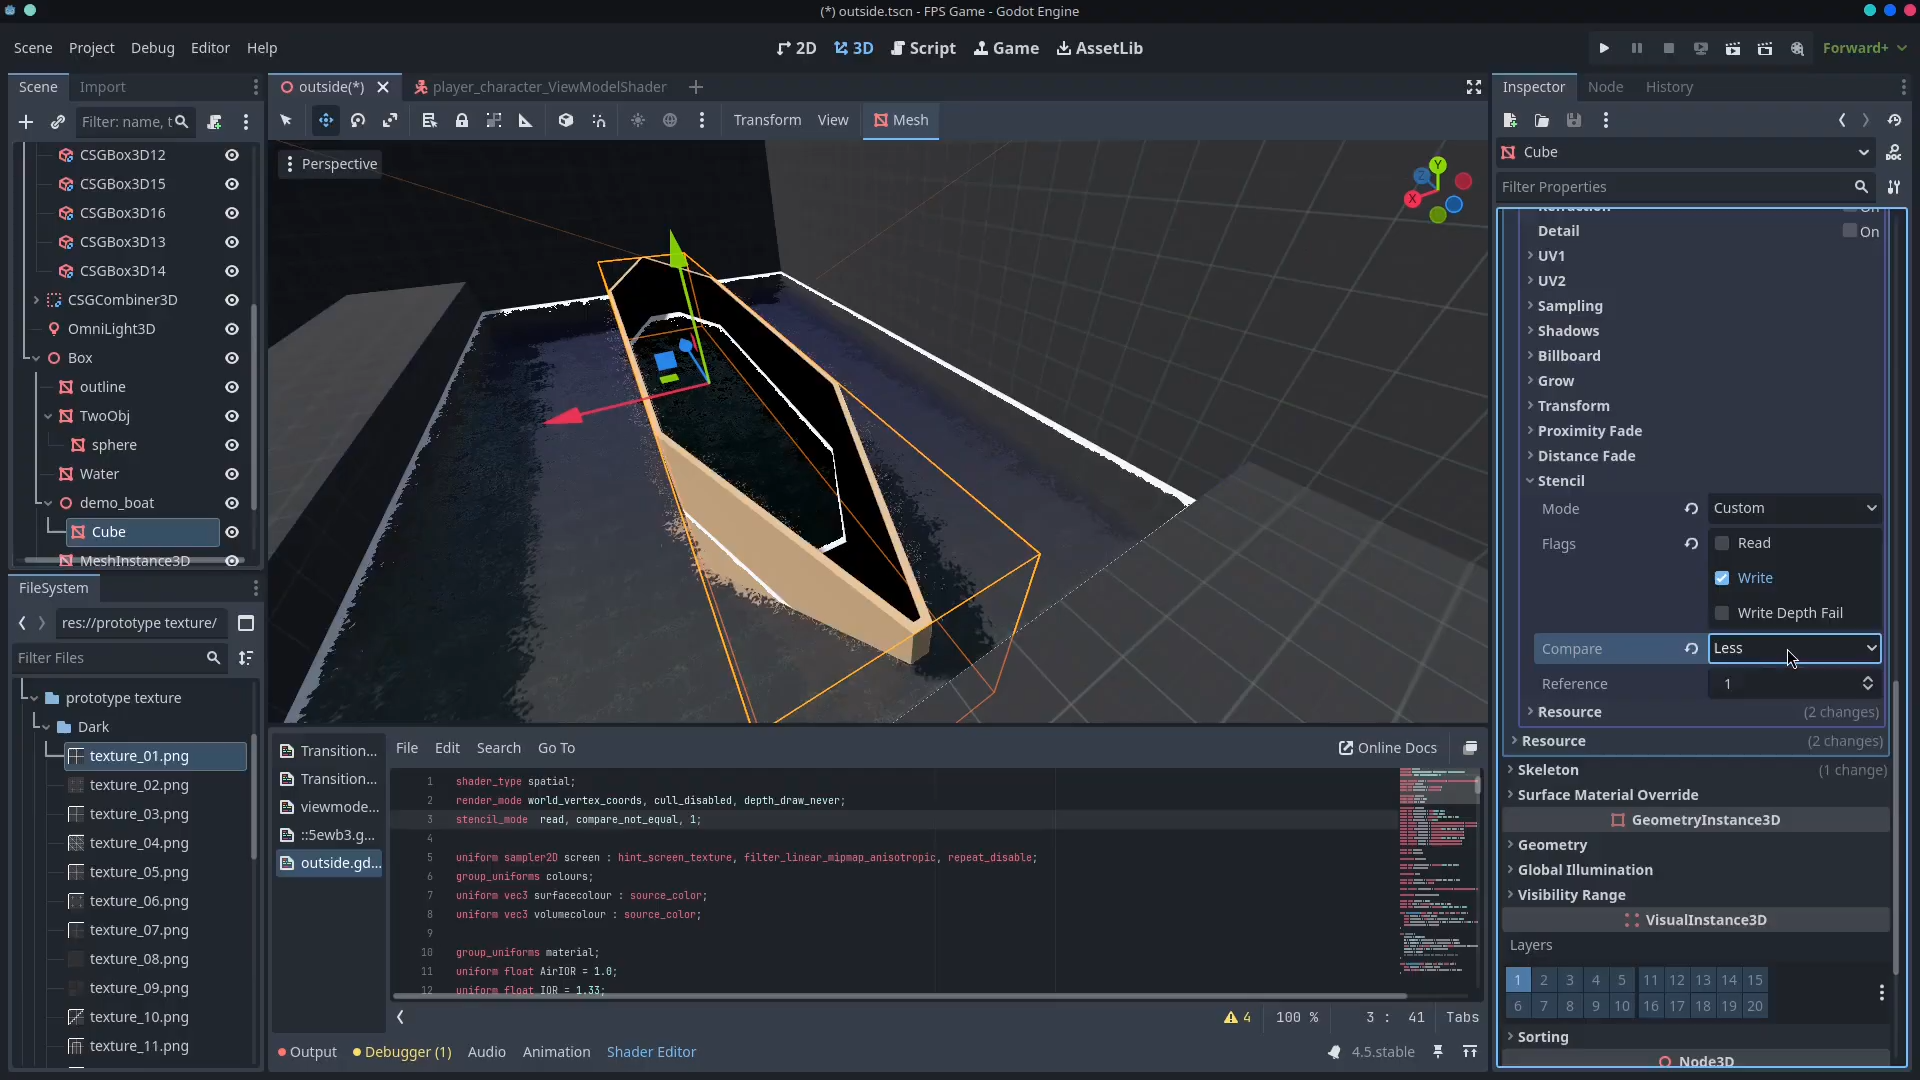 (*) outside.tscn - FPS Game - Godot Engine
Scene Project Debug Editor Help
2D 3D Script Game AssetLib
Forward+
Scene Import
Filter: name, t
CSGBox3D12
CSGBox3D15
CSGBox3D16
CSGBox3D13
CSGBox3D14
CSGCombiner3D
OmniLight3D
Box
outline
TwoObj
sphere
Water
demo_boat
Cube
MeshInstance3D
FileSystem
res://prototype texture/
Filter Files
prototype texture
Dark
texture_01.png
texture_02.png
texture_03.png
texture_04.png
texture_05.png
texture_06.png
texture_07.png
texture_08.png
texture_09.png
texture_10.png
texture_11.png
outside(*) player_character_ViewModelShader
Transform View Mesh
Perspective
Y
Z
X
Transition...
Transition...
viewmode...
::5ewb3.g...
outside.gd...
File Edit Search Go To Online Docs
1 shader_type spatial;
2 render_mode world_vertex_coords, cull_disabled, depth_draw_never;
3 stencil_mode read, compare_not_equal, 1;
4
5 uniform sampler2D screen : hint_screen_texture, filter_linear_mipmap_anisotropic, repeat_disable;
6 group_uniforms colours;
7 uniform vec3 surfacecolour : source_color;
8 uniform vec3 volumecolour : source_color;
9
10 group_uniforms material;
11 uniform float AirIOR = 1.0;
12 uniform float IOR = 1.33;
4 100 % 3 : 41 Tabs
Output Debugger (1) Audio Animation Shader Editor 4.5.stable
Inspector Node History
Cube
Filter Properties
Refraction On
Detail On
UV1
UV2
Sampling
Shadows
Billboard
Grow
Transform
Proximity Fade
Distance Fade
Stencil
Mode Custom
Flags Read
Write
Write Depth Fail
Compare Less
Reference 1
Resource (2 changes)
Resource (2 changes)
Skeleton (1 change)
Surface Material Override
GeometryInstance3D
Geometry
Global Illumination
Visibility Range
VisualInstance3D
Layers
1 2 3 4 5 11 12 13 14 15
6 7 8 9 10 16 17 18 19 20
Sorting
Node3D